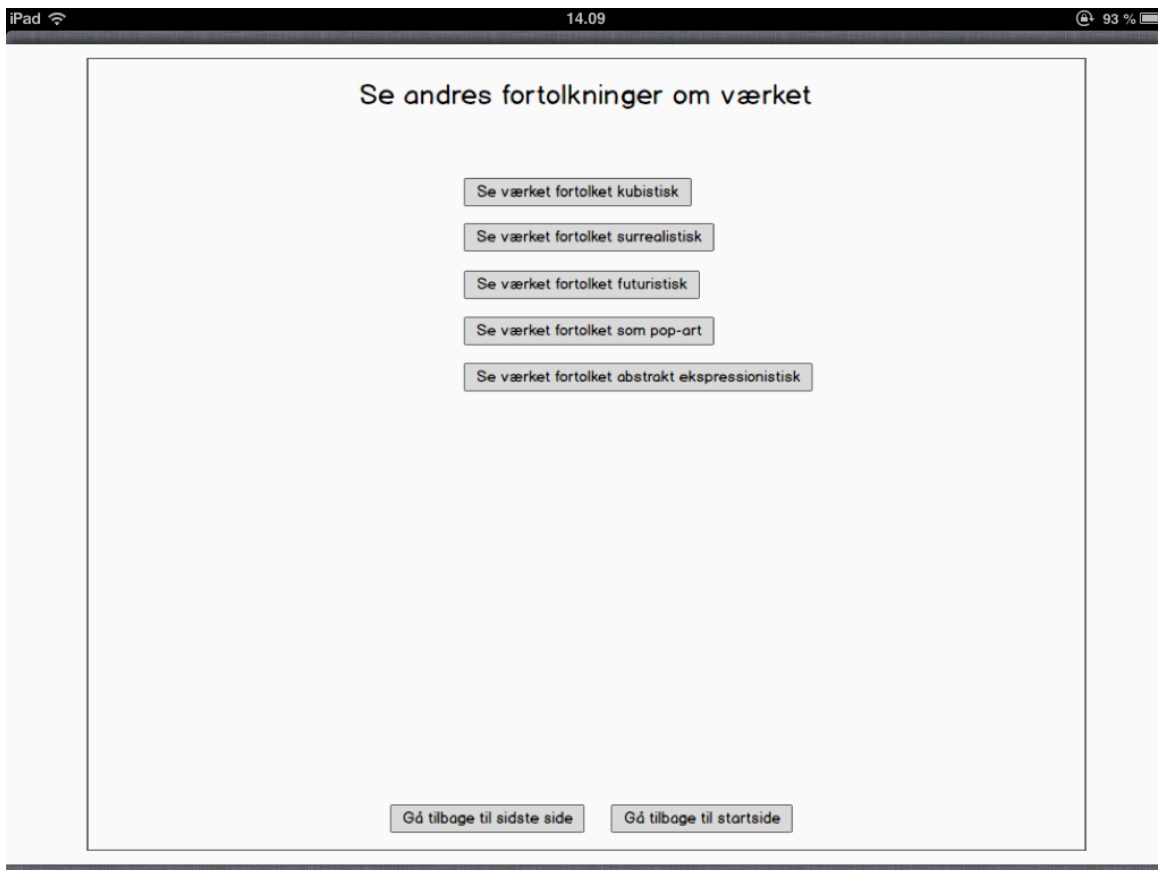 iPad 14.09 93 %
Se andres fortolkninger om værket
Se værket fortolket kubistisk
Se værket fortolket surrealistisk
Se værket fortolket futuristisk
Se værket fortolket som pop-art
Se værket fortolket abstrakt ekspressionistisk
Gå tilbage til sidste side Gå tilbage til startside